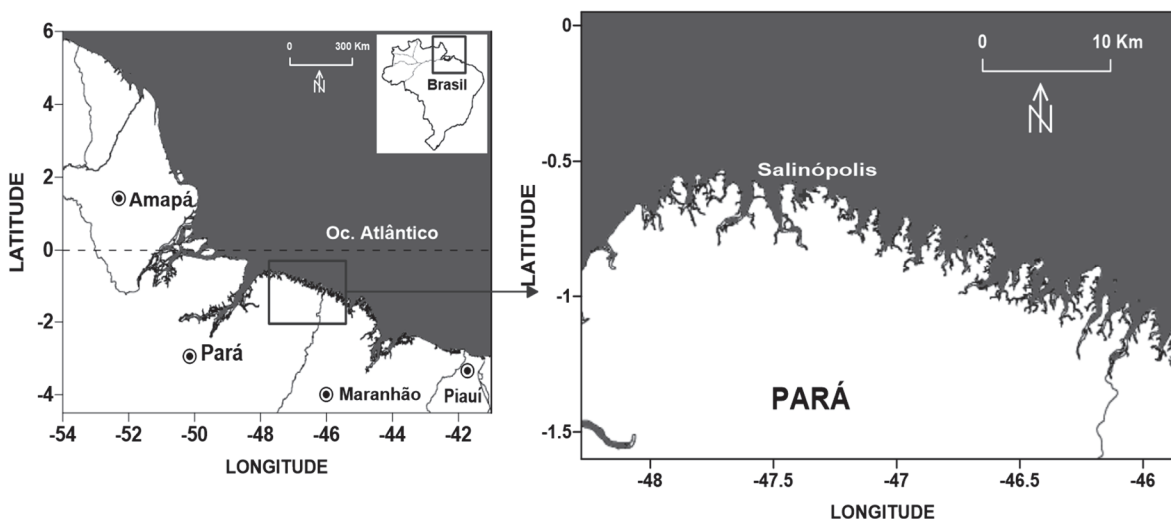 6
4
2
0
-2
-4
LATITUDE
0 300 Km
N
Brasil
Amapá
Oc. Atlântico
Pará
Maranhão
Piauí
-54 -52 -50 -48 -46 -44 -42
LONGITUDE
0
-0.5
-1
-1.5
LATITUDE
0 10 Km
N
Salinópolis
PARÁ
-48 -47.5 -47 -46.5 -46
LONGITUDE